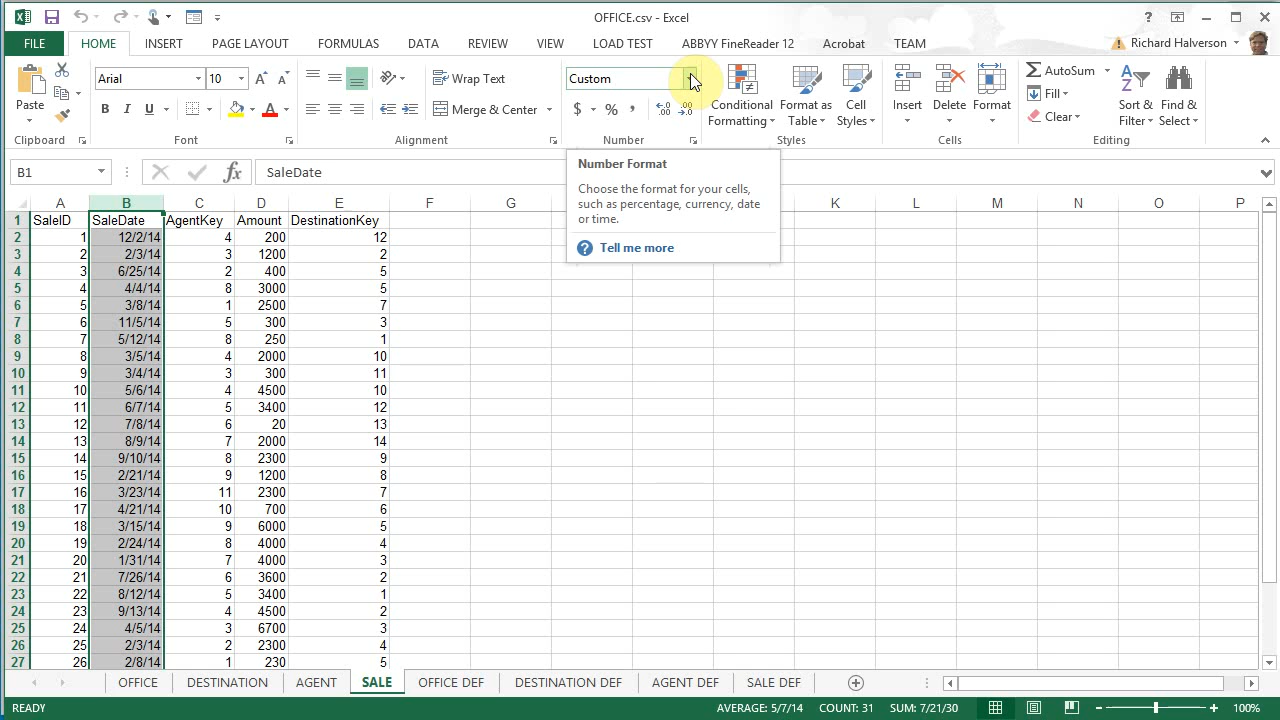 OFFICE.csv - Excel
FILE HOME INSERT PAGE LAYOUT FORMULAS DATA REVIEW VIEW LOAD TEST ABBYY FineReader 12 Acrobat TEAM Richard Halverson
Paste
Clipboard
Arial 10
B I U
Font
Wrap Text
Merge & Center
Alignment
Custom
$ % , .00
Number
Conditional Formatting
Format as Table
Cell Styles
Styles
Insert Delete Format
Cells
AutoSum
Fill
Clear
Sort & Filter
Find & Select
Editing
B1 fx SaleDate
Number Format
Choose the format for your cells,
such as percentage, currency, date
or time.
Tell me more
A B C D E F G H K L M N O P
1 SaleID SaleDate AgentKey Amount DestinationKey
2 1 12/2/14 4 200 12
3 2 2/3/14 3 1200 2
4 3 6/25/14 2 400 5
5 4 4/4/14 8 3000 5
6 5 3/8/14 1 2500 7
7 6 11/5/14 5 300 3
8 7 5/12/14 8 250 1
9 8 3/5/14 4 2000 10
10 9 3/4/14 3 300 11
11 10 5/6/14 4 4500 10
12 11 6/7/14 5 3400 12
13 12 7/8/14 6 20 13
14 13 8/9/14 7 2000 14
15 14 9/10/14 8 2300 9
16 15 2/21/14 9 1200 8
17 16 3/23/14 11 2300 7
18 17 4/21/14 10 700 6
19 18 3/15/14 9 6000 5
20 19 2/24/14 8 4000 4
21 20 1/31/14 7 4000 3
22 21 7/26/14 6 3600 2
23 22 8/12/14 5 3400 1
24 23 9/13/14 4 4500 2
25 24 4/5/14 3 6700 3
26 25 2/3/14 2 2300 4
27 26 2/8/14 1 230 5
OFFICE DESTINATION AGENT SALE OFFICE DEF DESTINATION DEF AGENT DEF SALE DEF
READY AVERAGE: 5/7/14 COUNT: 31 SUM: 7/21/30 100%